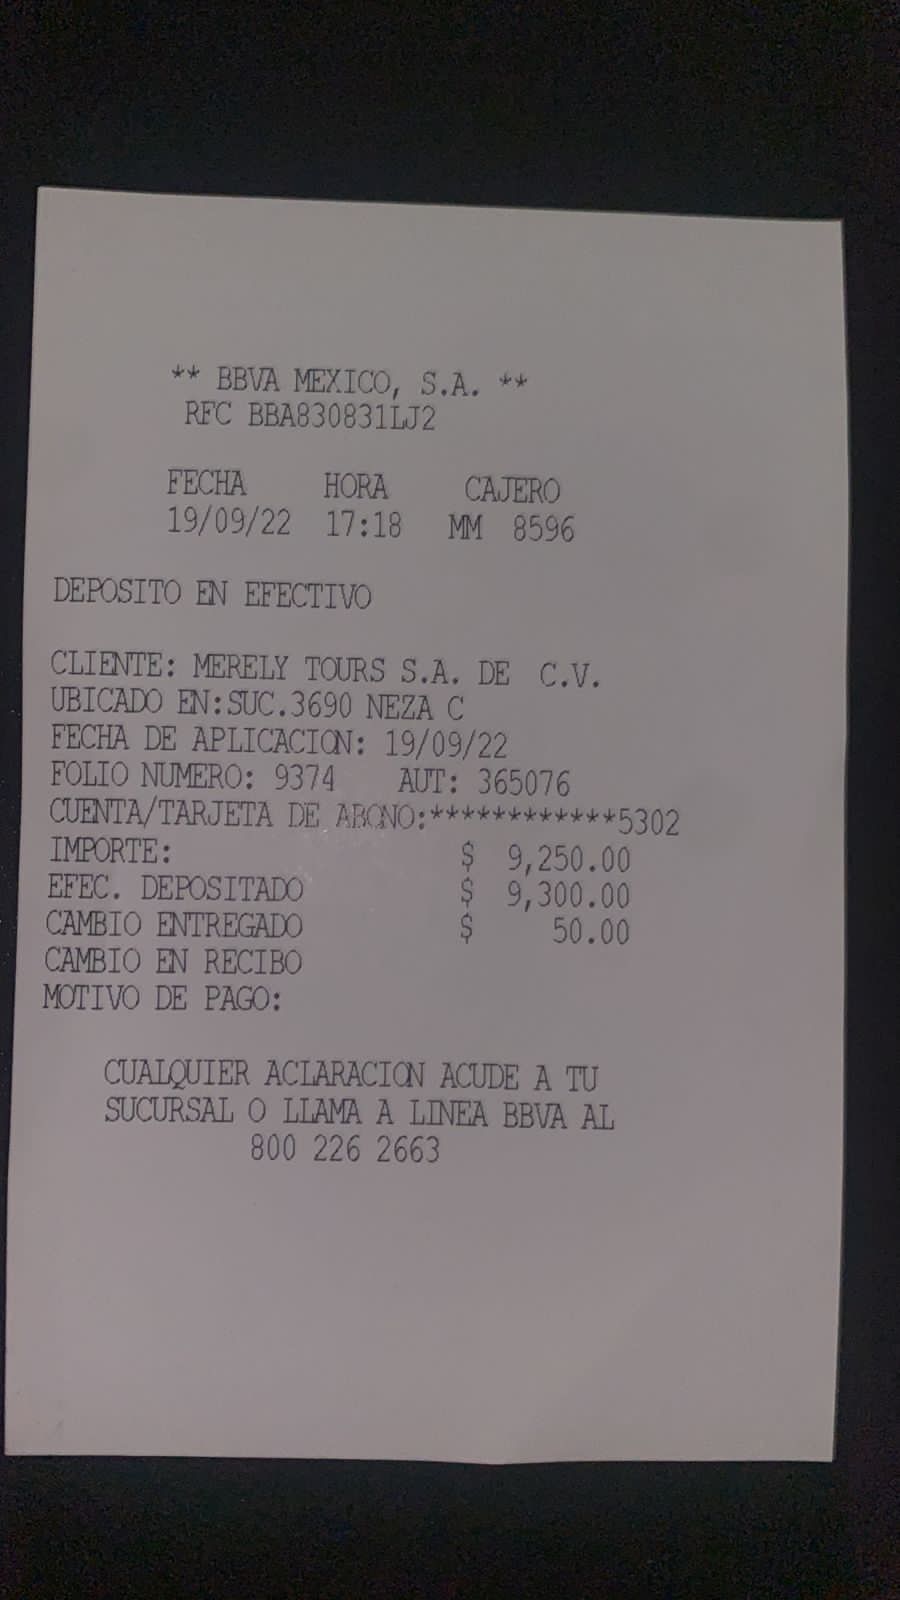 ** BBVA MEXICO, S.A. **
RFC BBA830831LJ2
FECHA HORA CAJERO
19/09/22 17:18 MM 8596
DEPOSITO EN EFECTIVO
CLIENTE: MERELY TOURS S.A. DE C.V.
UBICADO EN:SUC.3690 NEZA C
FECHA DE APLICACION: 19/09/22
FOLIO NUMERO: 9374 AUT: 365076
CUENTA/TARJETA DE ABONO:************5302
IMPORTE: $ 9,250.00
EFEC. DEPOSITADO $ 9,300.00
CAMBIO ENTREGADO $ 50.00
CAMBIO EN RECIBO
MOTIVO DE PAGO:
CUALQUIER ACLARACION ACUDE A TU
SUCURSAL O LLAMA A LINEA BBVA AL
800 226 2663